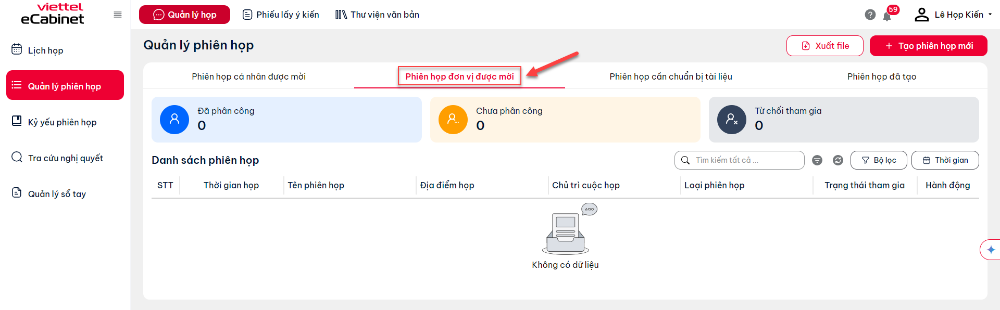 viettel
eCabinet
Quản lý họp
Phiếu lấy ý kiến
Thư viện văn bản
?
59
Lê Họp Kiến
Lịch họp
Quản lý phiên họp
Kỷ yếu phiên họp
Tra cứu nghị quyết
Quản lý sổ tay
Quản lý phiên họp
Xuất file
+ Tạo phiên họp mới
Phiên họp cá nhân được mời
Phiên họp đơn vị được mời
Phiên họp cần chuẩn bị tài liệu
Phiên họp đã tạo
Đã phân công
0
Chưa phân công
0
Từ chối tham gia
0
Danh sách phiên họp
Tìm kiếm tất cả ...
Bộ lọc
Thời gian
STT
Thời gian họp
Tên phiên họp
Địa điểm họp
Chủ trì cuộc họp
Loại phiên họp
Trạng thái tham gia
Hành động
Không có dữ liệu